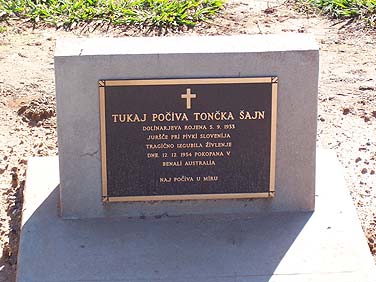 TUKAJ POČIVA TONČKA ŠAJN
DOLINARJEVA ROJENA 5. 9. 1933
JURŠČE PRI PIVKI SLOVENIJA
TRAGIČNO IZGUBILA ŽIVLJENJE
DNE 12. 12. 1954 POKOPANA V
BENALI AUSTRALIA
NAJ POČIVA U MIRU